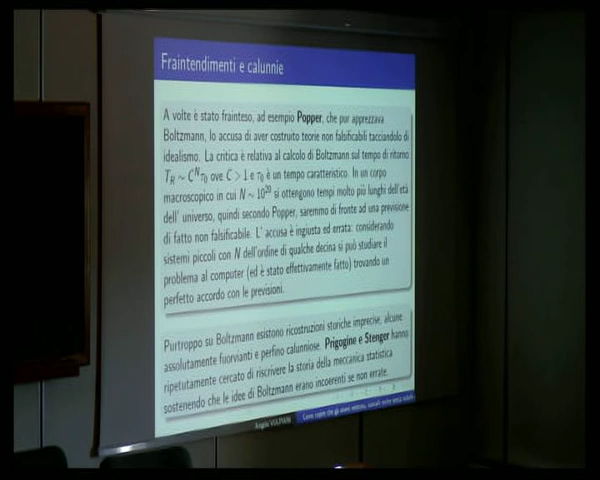 Fraintendimenti e calunnie
A volte è stato frainteso, ad esempio Popper, che pur apprezzava
Boltzmann, lo accusa di aver costruito teorie non falsificabili tacciandolo di
idealismo. La critica è relativa al calcolo di Boltzmann sul tempo di ritorno
T_R ∼ C^N τ₀ ove C > 1 e τ₀ è un tempo caratteristico. In un corpo
macroscopico in cui N ∼ 10²⁰ si ottengono tempi molto più lunghi dell'età
dell' universo, quindi secondo Popper, saremmo di fronte ad una previsione
di fatto non falsificabile. L' accusa è ingiusta ed errata: considerando
sistemi piccoli con N dell'ordine di qualche decina si può studiare il
problema al computer (ed è stato effettivamente fatto) trovando un
perfetto accordo con le previsioni.
Purtroppo su Boltzmann esistono ricostruzioni storiche imprecise, alcune
assolutamente fuorvianti e perfino calunniose. Prigogine e Stenger hanno
ripetutamente cercato di riscrivere la storia della meccanica statistica
sostenendo che le idee di Boltzmann erano incoerenti se non errate.
Angelo VULPIANI